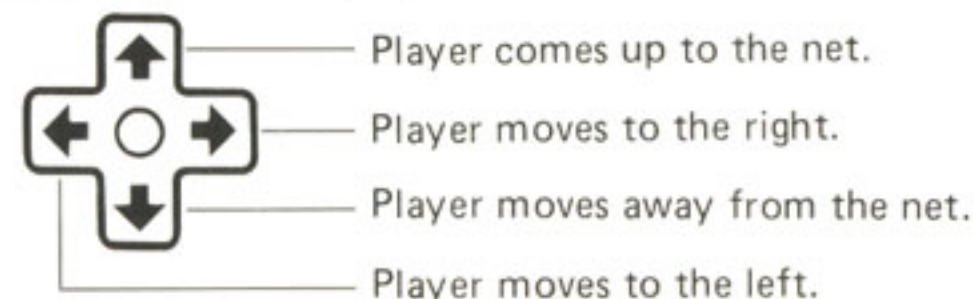 Player comes up to the net.
Player moves to the right.
Player moves away from the net.
Player moves to the left.